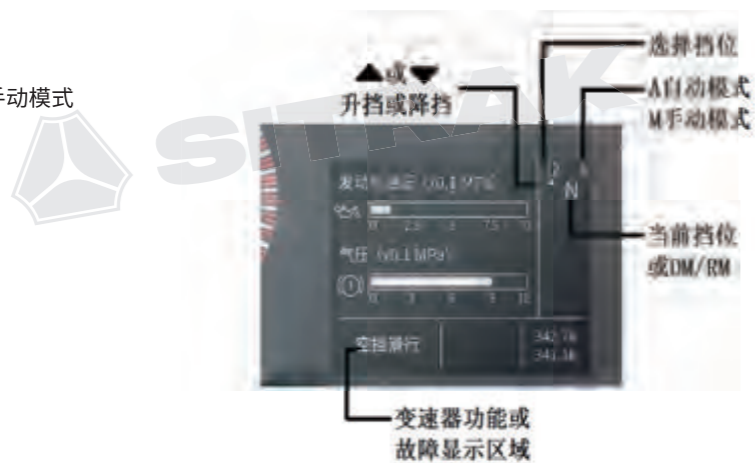 选择挡位
▲或▼
升挡或降挡
A自动模式
M手动模式
手动模式
SITRAK
N
气压 (x0.1 MPa)
当前挡位
或DM/RM
空挡滑行
变速器功能或
故障显示区域